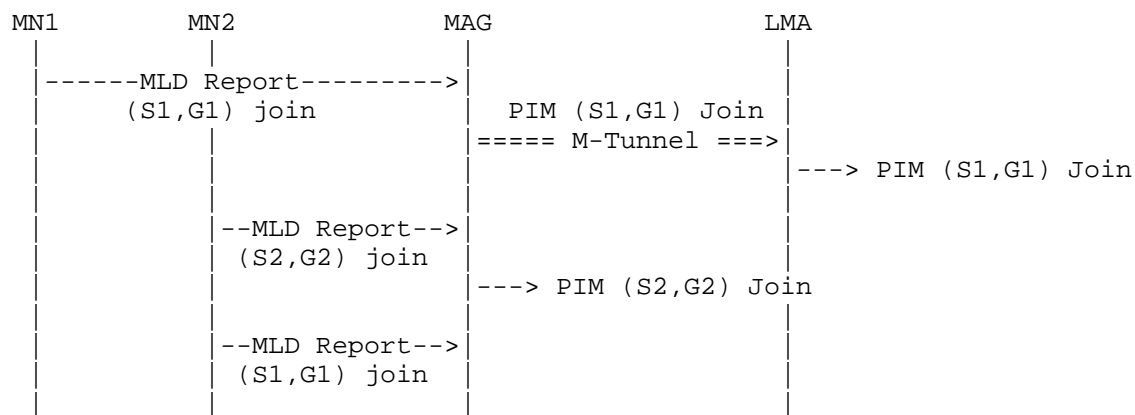 MN1 MN2 MAG LMA
------MLD Report--------->
(S1,G1) join PIM (S1,G1) Join
===== M-Tunnel ===>
---> PIM (S1,G1) Join
--MLD Report-->
(S2,G2) join
---> PIM (S2,G2) Join
--MLD Report-->
(S1,G1) join